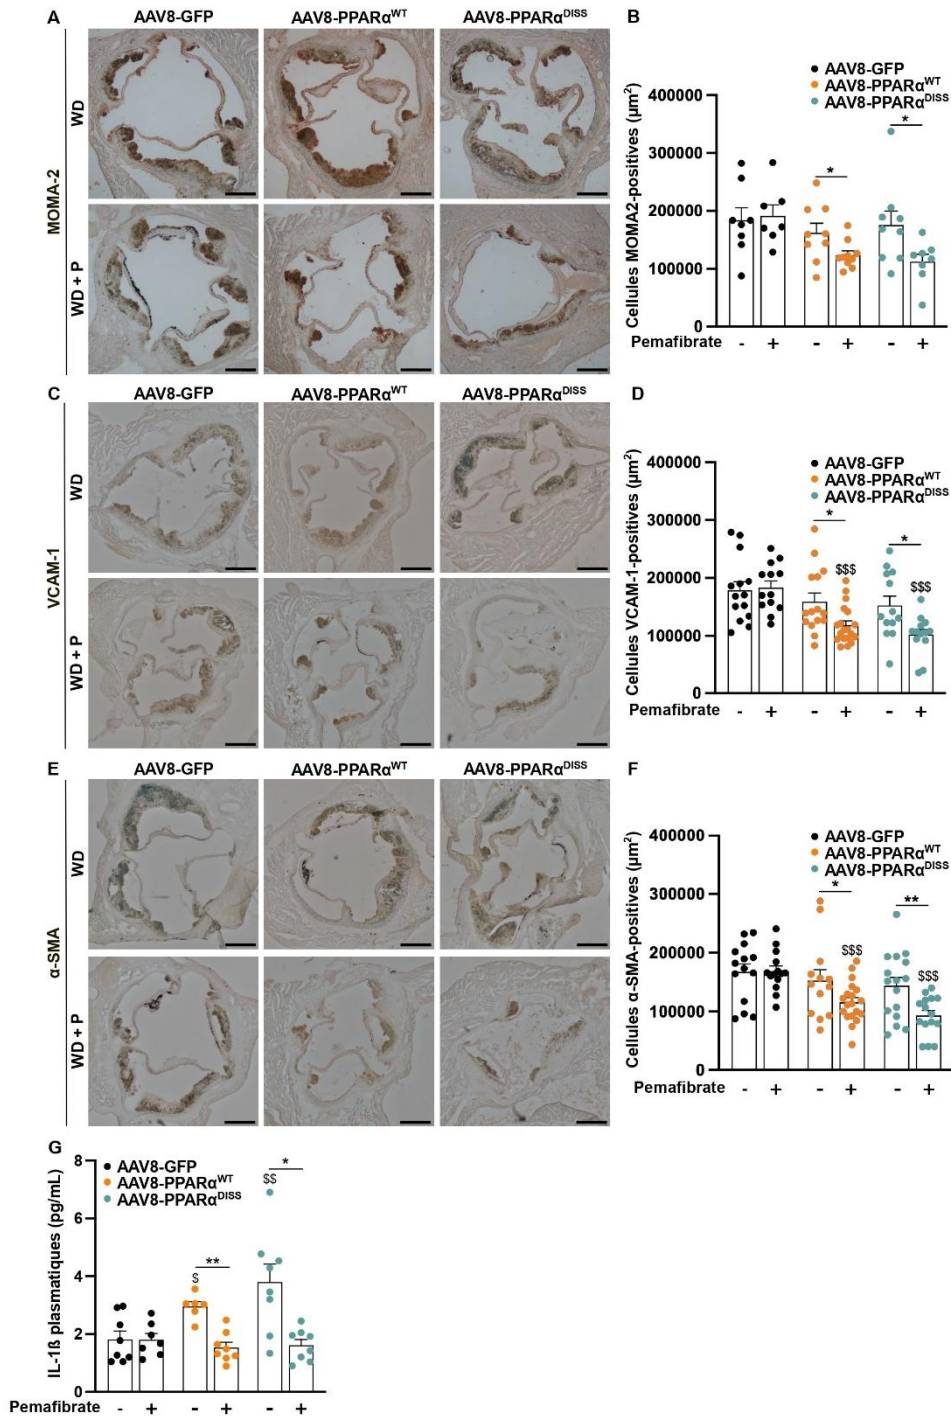 A
AAV8-GFP
AAV8-PPARα^WT
AAV8-PPARα^DISS
MOMA-2
WD
WD + P
B
AAV8-GFP
AAV8-PPARα^WT
AAV8-PPARα^DISS
Cellules MOMA2-positives (µm²)
400000
300000
200000
100000
0
*
*
Pemafibrate
- + - + - +
C
AAV8-GFP
AAV8-PPARα^WT
AAV8-PPARα^DISS
VCAM-1
WD
WD + P
D
AAV8-GFP
AAV8-PPARα^WT
AAV8-PPARα^DISS
Cellules VCAM-1-positives (µm²)
400000
300000
200000
100000
0
*
$$$
*
$$$
Pemafibrate
- + - + - +
E
AAV8-GFP
AAV8-PPARα^WT
AAV8-PPARα^DISS
α-SMA
WD
WD + P
F
AAV8-GFP
AAV8-PPARα^WT
AAV8-PPARα^DISS
Cellules α-SMA-positives (µm²)
400000
300000
200000
100000
0
*
$$$
**
$$$
Pemafibrate
- + - + - +
G
AAV8-GFP
AAV8-PPARα^WT
AAV8-PPARα^DISS
IL-1ß plasmatiques (pg/mL)
8
6
4
2
0
$
**
$$
*
Pemafibrate
- + - + - +